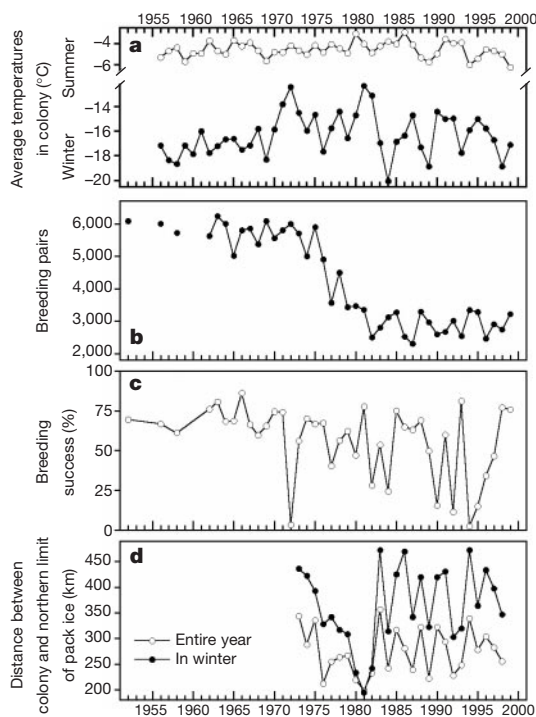 1955 1960 1965 1970 1975 1980 1985 1990 1995 2000
a
Average temperatures
in colony (°C)
Summer
Winter
−4
−6
−14
−16
−18
−20
b
Breeding pairs
6,000
5,000
4,000
3,000
2,000
c
Breeding
success (%)
100
75
50
25
0
d
Distance between
colony and northern limit
of pack ice (km)
450
400
350
300
250
200
Entire year
In winter
1955 1960 1965 1970 1975 1980 1985 1990 1995 2000